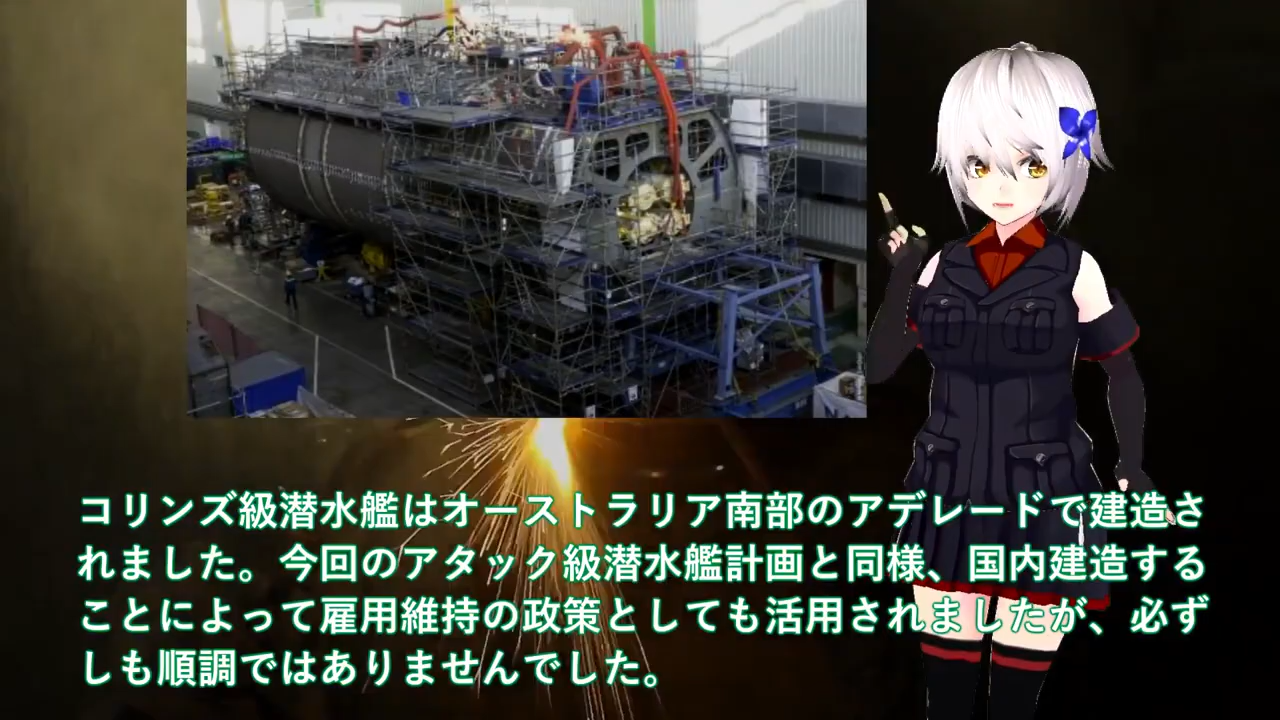 コリンズ級潜水艦はオーストラリア南部のアデレードで建造さ
れました。今回のアタック級潜水艦計画と同様、国内建造する
ことによって雇用維持の政策としても活用されましたが、必ず
しも順調ではありませんでした。